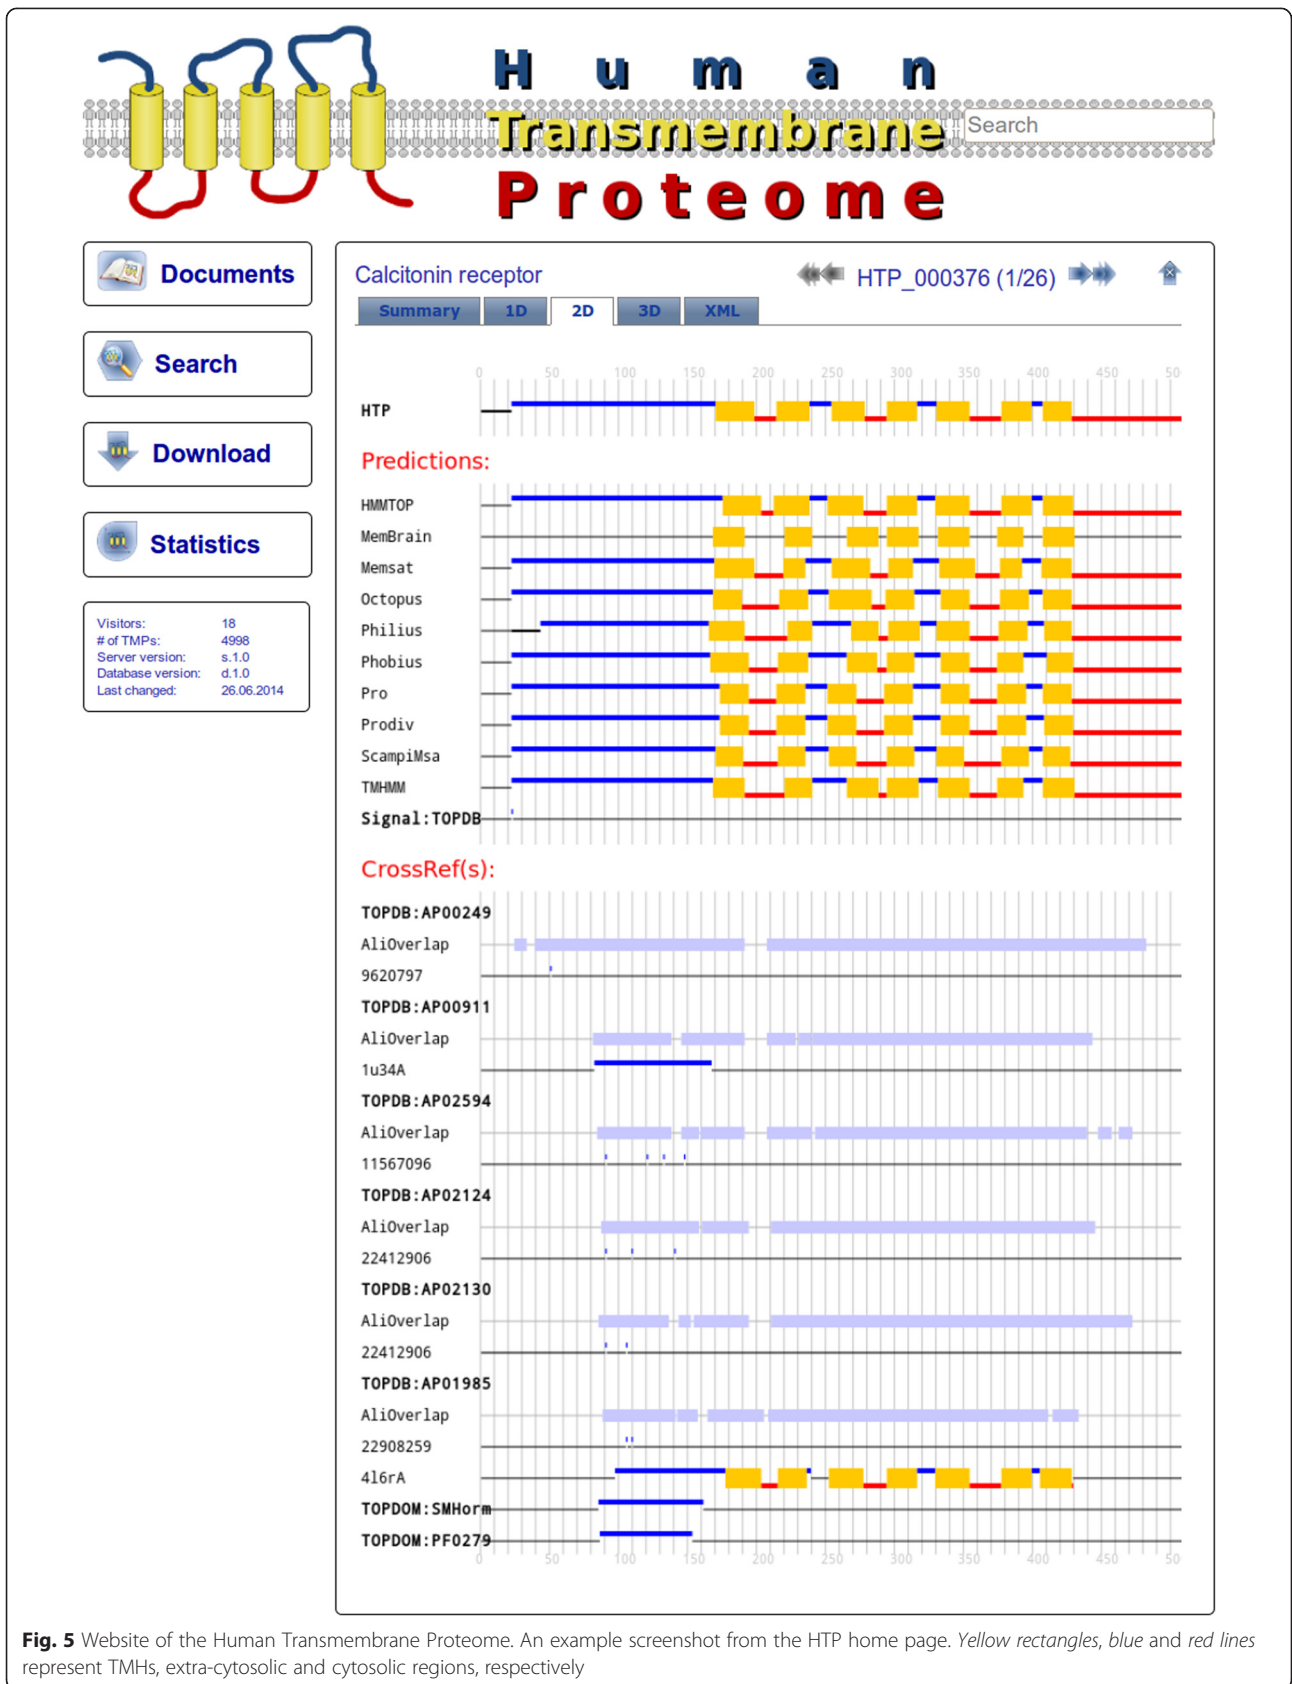 Human
Transmembrane
Proteome
Search
Documents
Search
Download
Statistics
Visitors: 18
# of TMPs: 4998
Server version: s.1.0
Database version: d.1.0
Last changed: 26.06.2014
Calcitonin receptor
HTP_000376 (1/26)
Summary 1D 2D 3D XML
0 50 100 150 200 250 300 350 400 450 50
HTP
Predictions:
HMMTOP
MemBrain
Memsat
Octopus
Philius
Phobius
Pro
Prodiv
ScampiMsa
TMHMM
Signal:TOPDB
CrossRef(s):
TOPDB:AP00249
AliOverlap
9620797
TOPDB:AP00911
AliOverlap
1u34A
TOPDB:AP02594
AliOverlap
11567096
TOPDB:AP02124
AliOverlap
22412906
TOPDB:AP02130
AliOverlap
22412906
TOPDB:AP01985
AliOverlap
22908259
4l6rA
TOPDOM:SMHorm
TOPDOM:PF0279
0 50 100 150 200 250 300 350 400 450 50
Fig. 5 Website of the Human Transmembrane Proteome. An example screenshot from the HTP home page. Yellow rectangles, blue and red lines
represent TMHs, extra-cytosolic and cytosolic regions, respectively